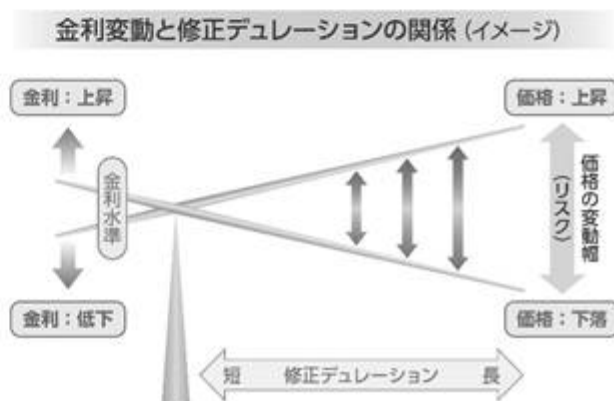 金利変動と修正デュレーションの関係(イメージ)
金利:上昇
価格:上昇
金利水準
価格の変動幅
(リスク)
金利:低下
価格:下落
短 修正デュレーション 長